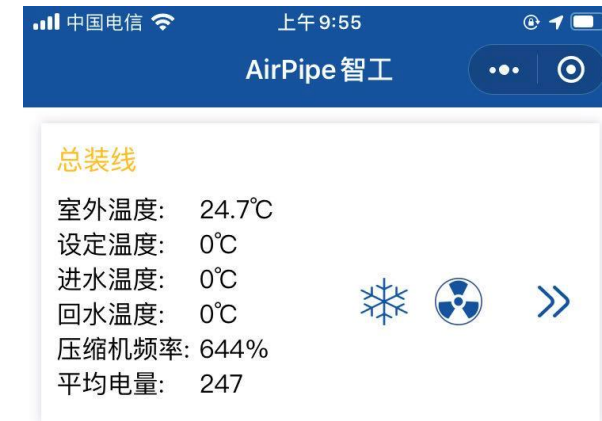 中国电信 上午9:55
AirPipe智工
总装线
室外温度: 24.7℃
设定温度: 0℃
进水温度: 0℃
回水温度: 0℃
压缩机频率: 644%
平均电量: 247